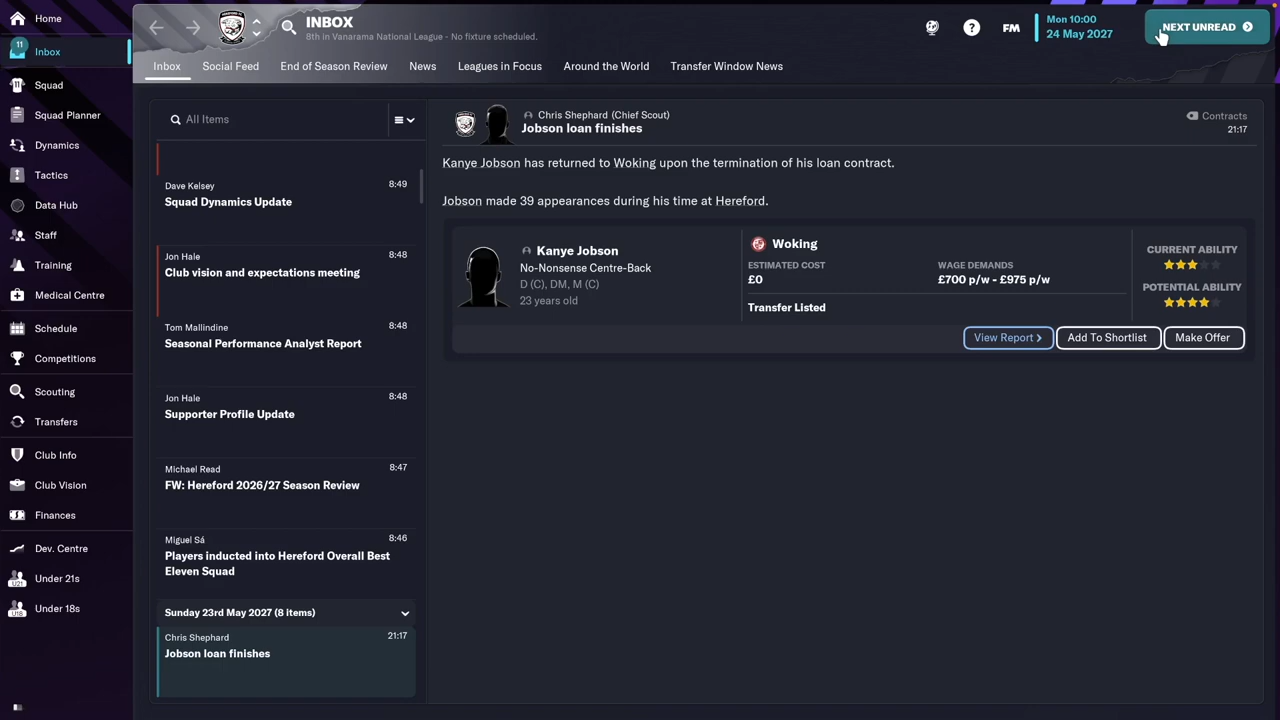 Home
11
Inbox
Squad
Squad Planner
Dynamics
Tactics
Data Hub
Staff
Training
Medical Centre
Schedule
Competitions
Scouting
Transfers
Club Info
Club Vision
Finances
Dev. Centre
U21
Under 21s
U18
Under 18s
INBOX
8th in Vanarama National League - No fixture scheduled.
?
FM
Mon 10:00
24 May 2027
NEXT UNREAD
Inbox
Social Feed
End of Season Review
News
Leagues in Focus
Around the World
Transfer Window News
All Items
Dave Kelsey
8:49
Squad Dynamics Update
Jon Hale
8:48
Club vision and expectations meeting
Tom Mallindine
8:48
Seasonal Performance Analyst Report
Jon Hale
8:48
Supporter Profile Update
Michael Read
8:47
FW: Hereford 2026/27 Season Review
Miguel Sá
8:46
Players inducted into Hereford Overall Best
Eleven Squad
Sunday 23rd May 2027 (8 items)
Chris Shephard
21:17
Jobson loan finishes
Chris Shephard (Chief Scout)
Jobson loan finishes
Contracts
21:17
Kanye Jobson has returned to Woking upon the termination of his loan contract.
Jobson made 39 appearances during his time at Hereford.
Kanye Jobson
No-Nonsense Centre-Back
D (C), DM, M (C)
23 years old
Woking
ESTIMATED COST
£0
WAGE DEMANDS
£700 p/w - £975 p/w
Transfer Listed
CURRENT ABILITY
POTENTIAL ABILITY
View Report
Add To Shortlist
Make Offer